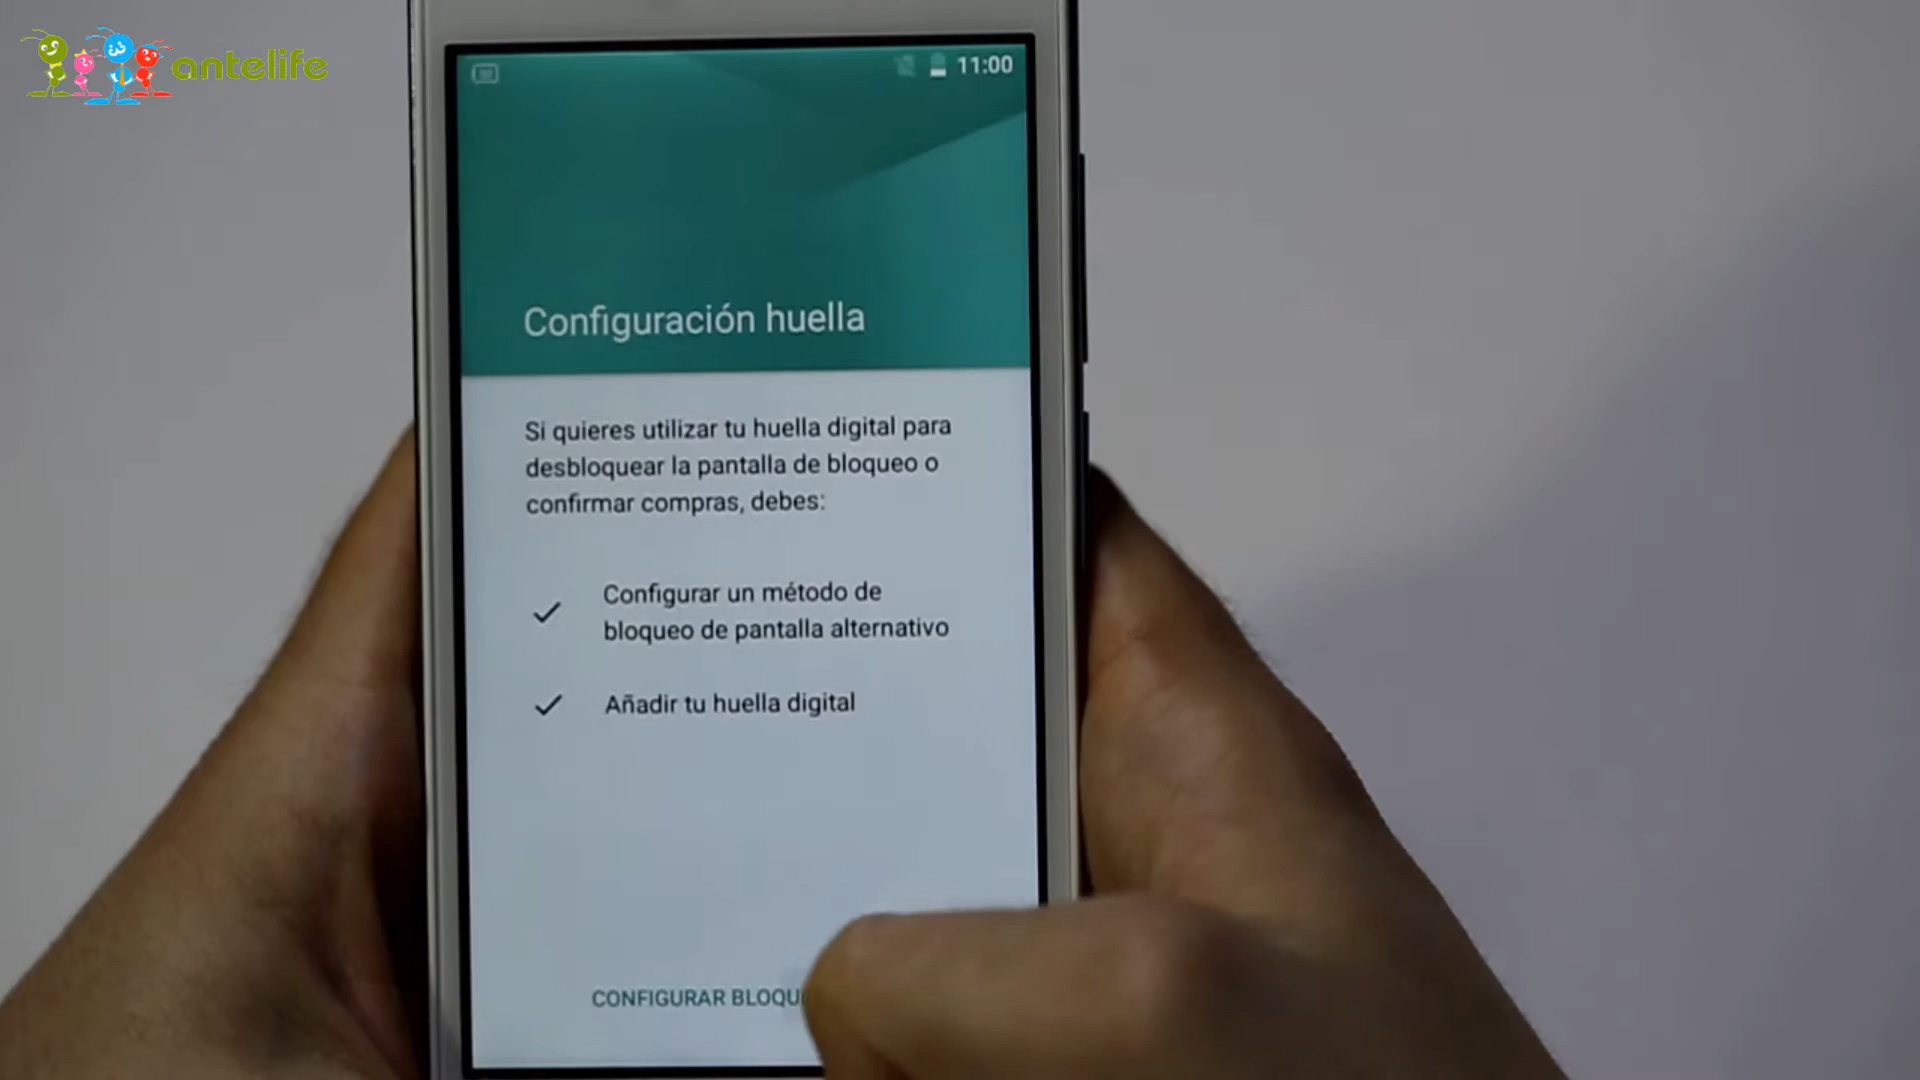 antelife
11:00
Configuración huella
Si quieres utilizar tu huella digital para
desbloquear la pantalla de bloqueo o
confirmar compras, debes:
Configurar un método de
bloqueo de pantalla alternativo
Añadir tu huella digital
CONFIGURAR